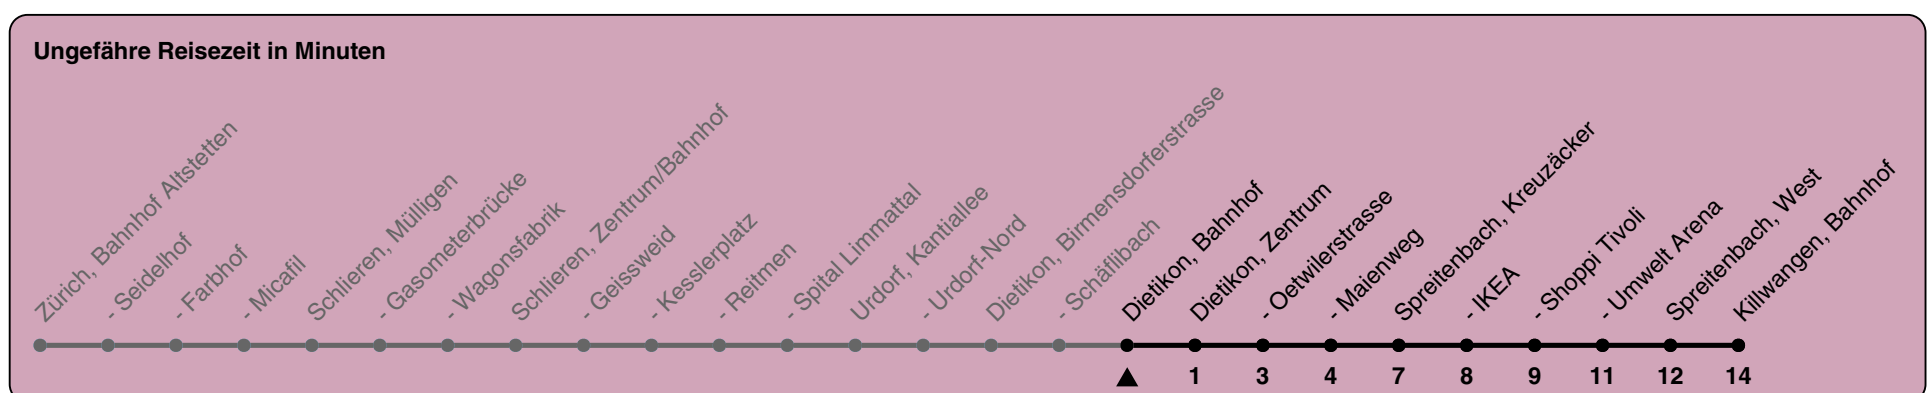 Ungefähre Reisezeit in Minuten
Zürich, Bahnhof Altstetten
- Seidelhof
- Farbhof
- Micafil
Schlieren, Mülligen
- Gasometerbrücke
- Wagonsfabrik
Schlieren, Zentrum/Bahnhof
- Geissweid
- Kesslerplatz
- Reitmen
- Spital Limmattal
Urdorf, Kantiallee
- Urdorf-Nord
Dietikon, Birmensdorferstrasse
- Schäflibach
Dietikon, Bahnhof
Dietikon, Zentrum
- Oetwilerstrasse
- Maienweg
Spreitenbach, Kreuzäcker
- IKEA
- Shoppi Tivoli
- Umwelt Arena
Spreitenbach, West
Killwangen, Bahnhof
1 3 4 7 8 9 11 12 14